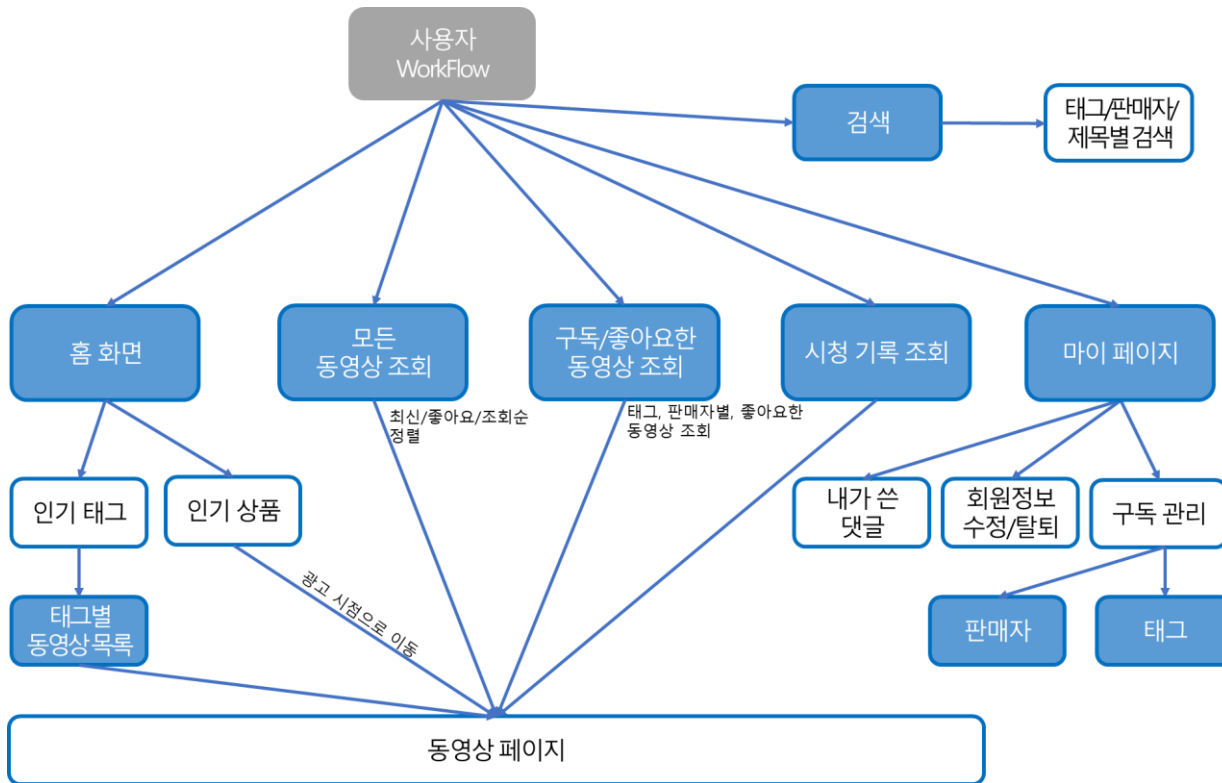 사용자
WorkFlow
검색
태그/판매자/
제목별 검색
홈 화면
모든
동영상 조회
구독/좋아요한
동영상 조회
시청 기록 조회
마이 페이지
최신/좋아요/조회순
정렬
태그, 판매자별, 좋아요한
동영상 조회
인기 태그
인기 상품
내가 쓴
댓글
회원정보
수정/탈퇴
구독 관리
광고 시점으로 이동
태그별
동영상 목록
판매자
태그
동영상 페이지